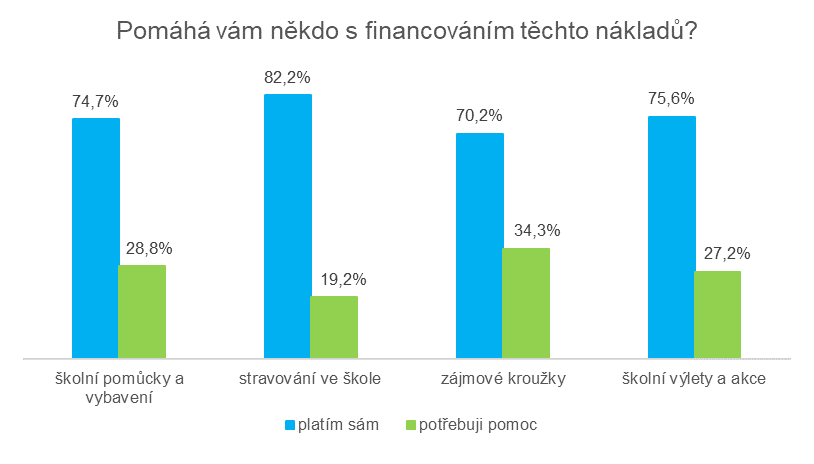 Pomáhá vám někdo s financováním těchto nákladů?
74,7%
28,8%
82,2%
19,2%
70,2%
34,3%
75,6%
27,2%
školní pomůcky a
vybavení
stravování ve škole
zájmové kroužky
školní výlety a akce
platím sám
potřebuji pomoc